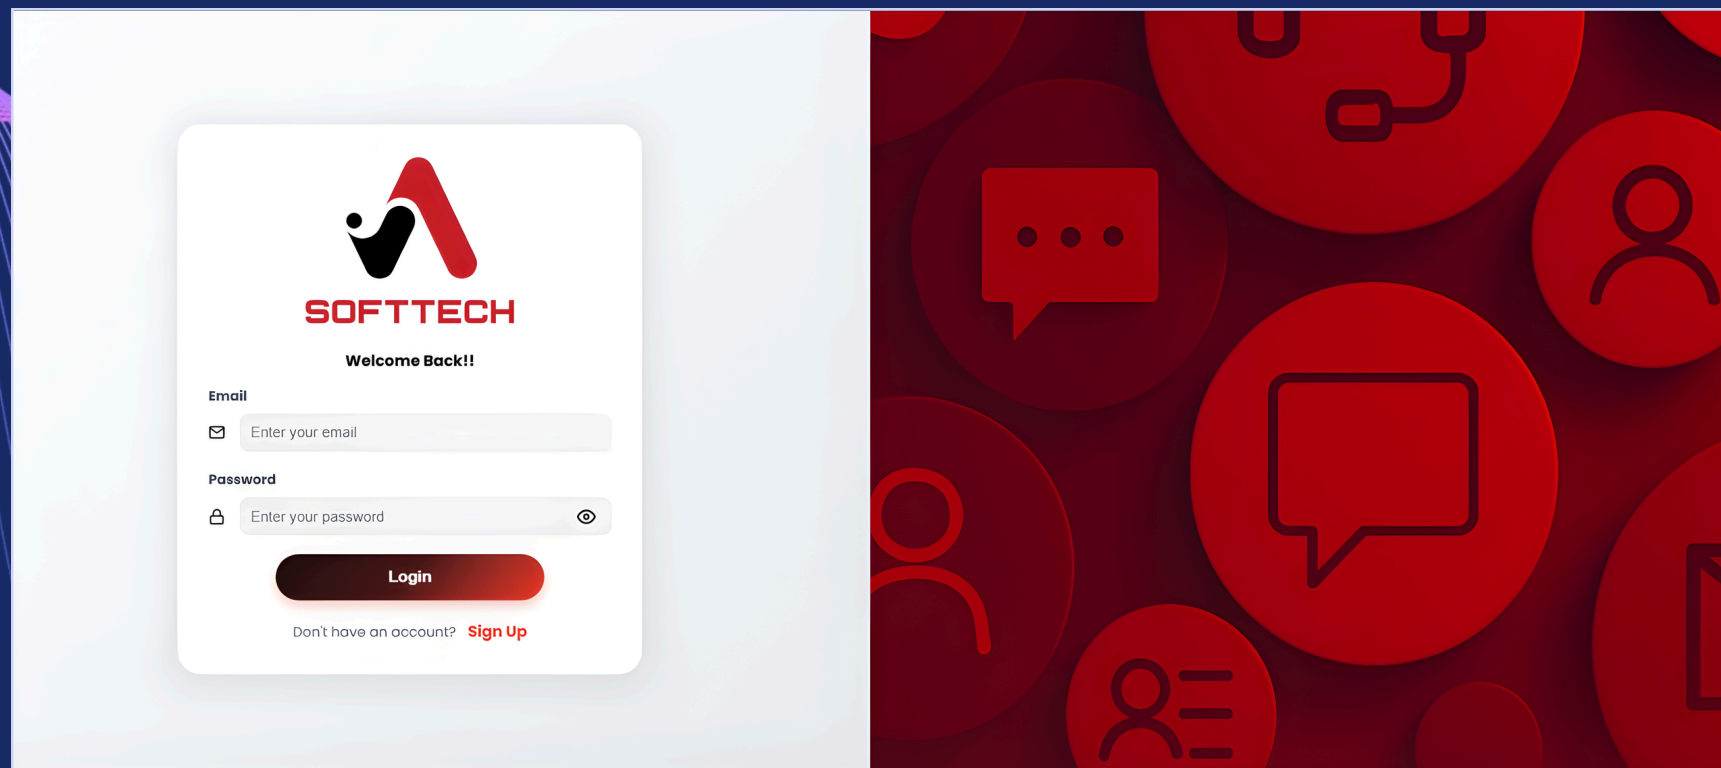 SOFTTECH
Welcome Back!!
Email
Enter your email
Password
Enter your password
Login
Don't have an account? Sign Up